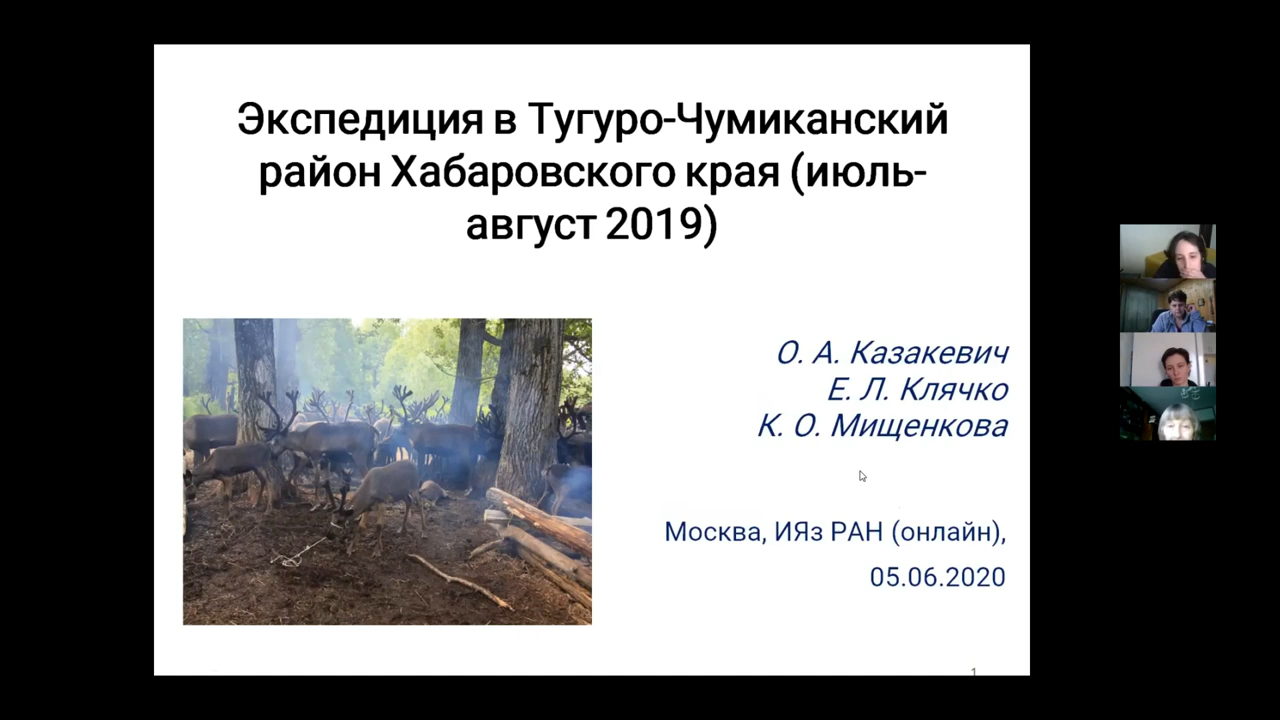 Экспедиция в Тугуро-Чумиканский
район Хабаровского края (июль-
август 2019)
О. А. Казакевич
Е. Л. Клячко
К. О. Мищенкова
Москва, ИЯз РАН (онлайн),
05.06.2020
1